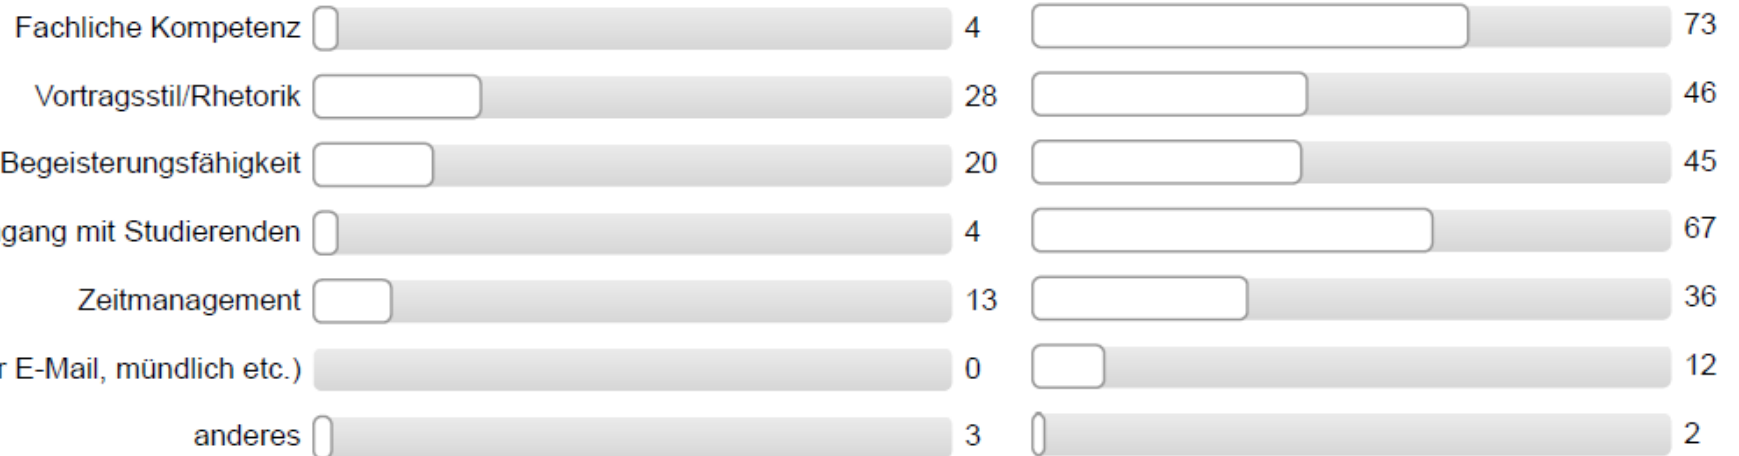 Fachliche Kompetenz 4 73
Vortragsstil/Rhetorik 28 46
Begeisterungsfähigkeit 20 45
gang mit Studierenden 4 67
Zeitmanagement 13 36
r E-Mail, mündlich etc.) 0 12
anderes 3 2